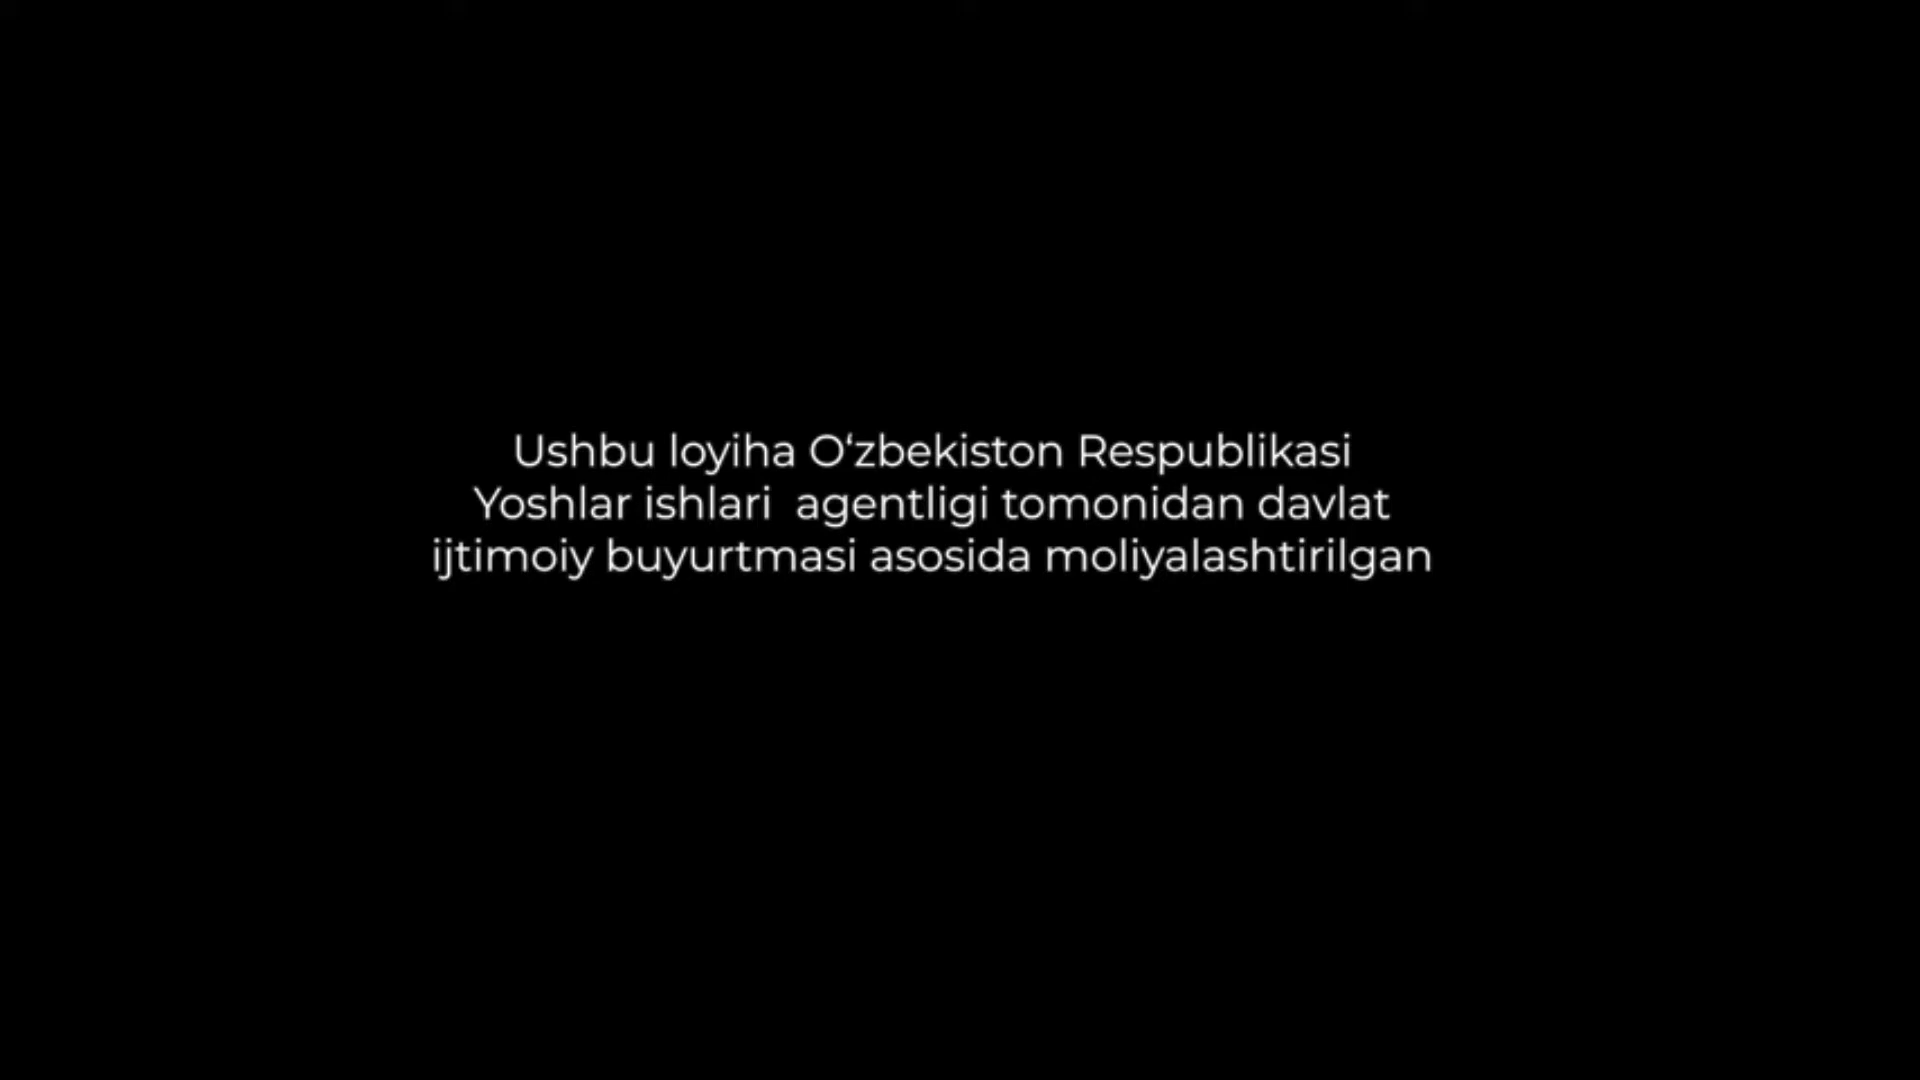 Ushbu loyiha O‘zbekiston Respublikasi
Yoshlar ishlari  agentligi tomonidan davlat
ijtimoiy buyurtmasi asosida moliyalashtirilgan